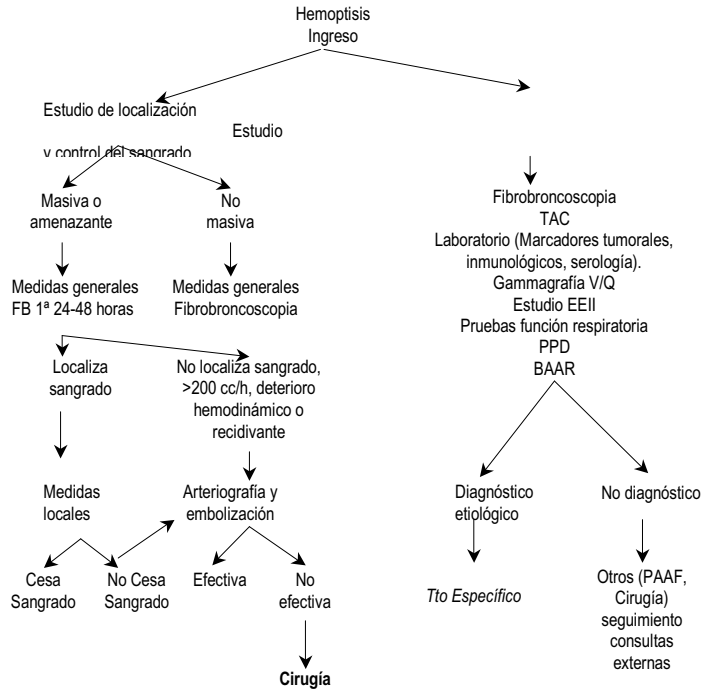 Hemoptisis
Ingreso
Estudio de localización
Estudio
y control del sangrado
Masiva o
amenazante
No
masiva
Medidas generales
FB 1ª 24-48 horas
Medidas generales
Fibrobroncoscopia
Localiza
sangrado
No localiza sangrado,
>200 cc/h, deterioro
hemodinámico o
recidivante
Medidas
locales
Arteriografía y
embolización
Cesa
Sangrado
No Cesa
Sangrado
Efectiva
No
efectiva
Cirugía
Fibrobroncoscopia
TAC
Laboratorio (Marcadores tumorales,
inmunológicos, serología).
Gammagrafía V/Q
Estudio EEII
Pruebas función respiratoria
PPD
BAAR
Diagnóstico
etiológico
No diagnóstico
Tto Específico
Otros (PAAF,
Cirugía)
seguimiento
consultas
externas